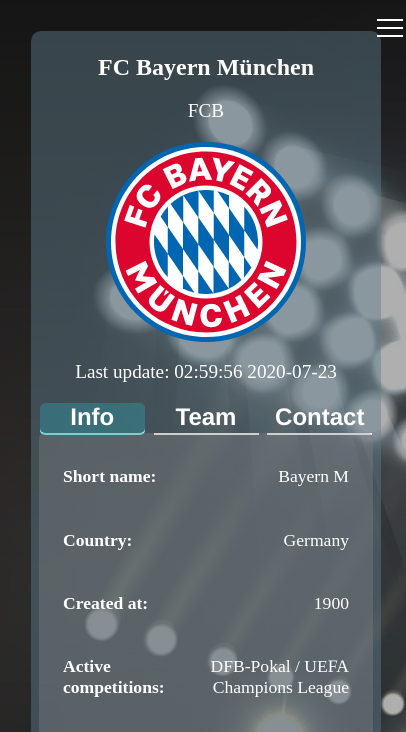 FC Bayern München
FCB
FC BAYERN
MÜNCHEN
Last update: 02:59:56 2020-07-23
Info Team Contact
Short name: Bayern M
Country: Germany
Created at: 1900
Active DFB-Pokal / UEFA
competitions: Champions League